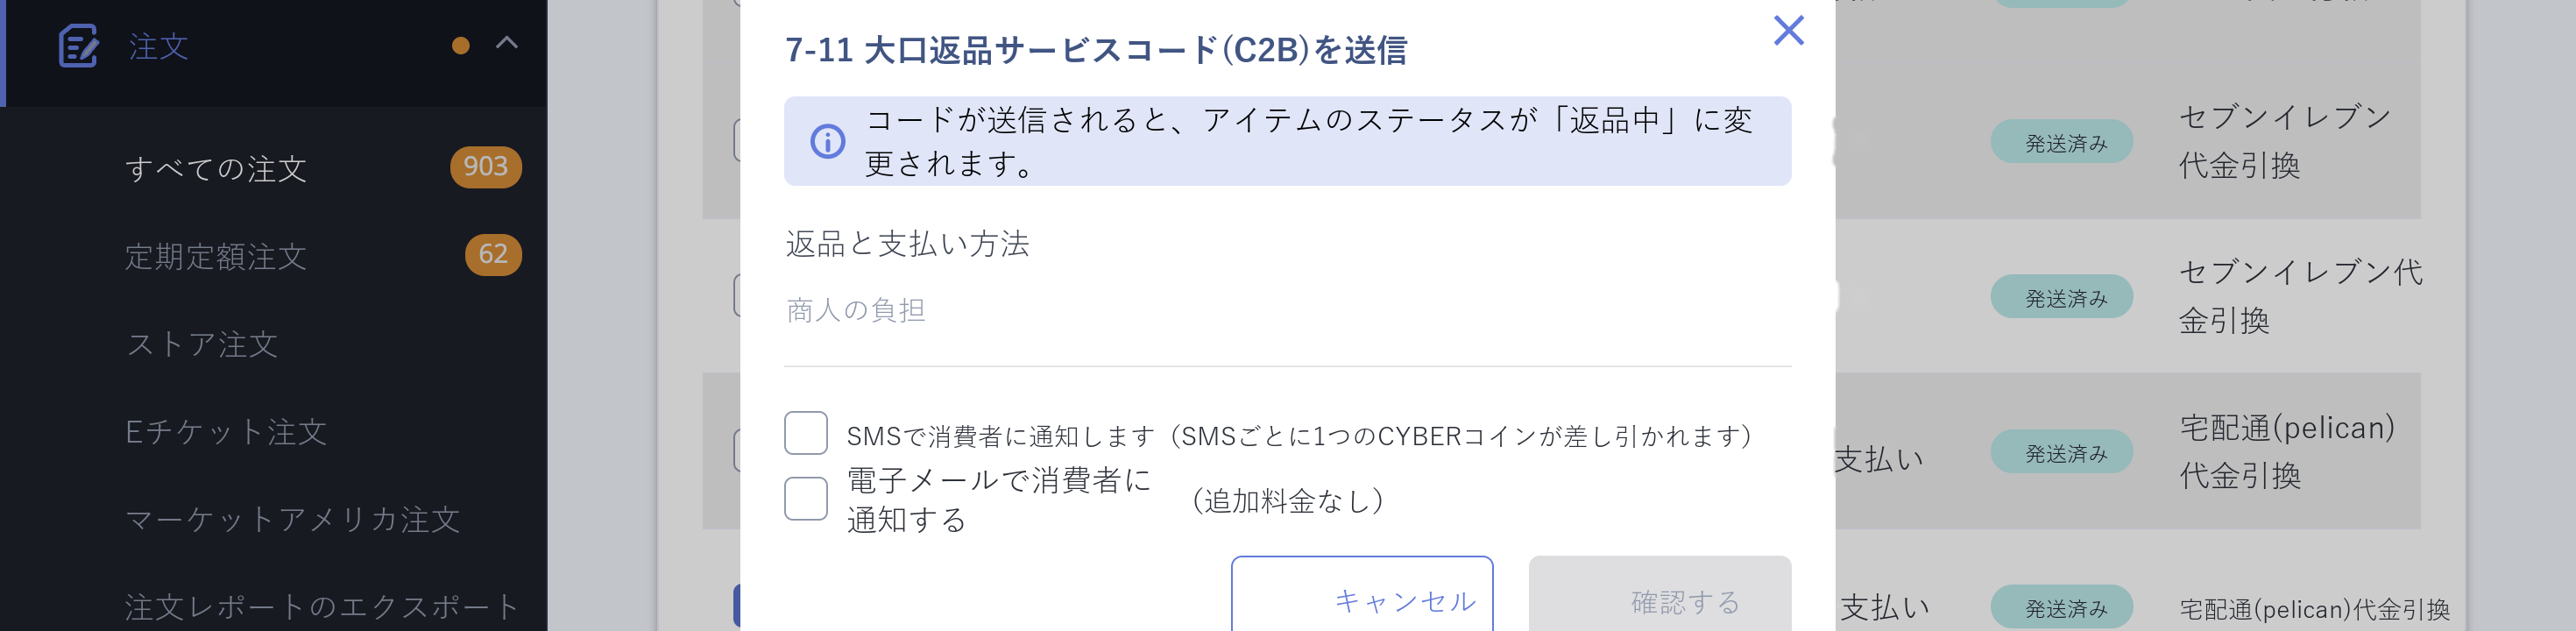 注文
すべての注文
903
定期定額注文
62
ストア注文
Eチケット注文
マーケットアメリカ注文
注文レポートのエクスポート
7-11 大口返品サービスコード(C2B)を送信
コードが送信されると、アイテムのステータスが「返品中」に変
更されます。
返品と支払い方法
商人の負担
SMSで消費者に通知します（SMSごとに1つのCYBERコインが差し引かれます）
電子メールで消費者に
通知する
（追加料金なし）
キャンセル
確認する
発送済み
セブンイレブン
代金引換
発送済み
セブンイレブン代
金引換
支払い
発送済み
宅配通(pelican)
代金引換
支払い
発送済み
宅配通(pelican)代金引換